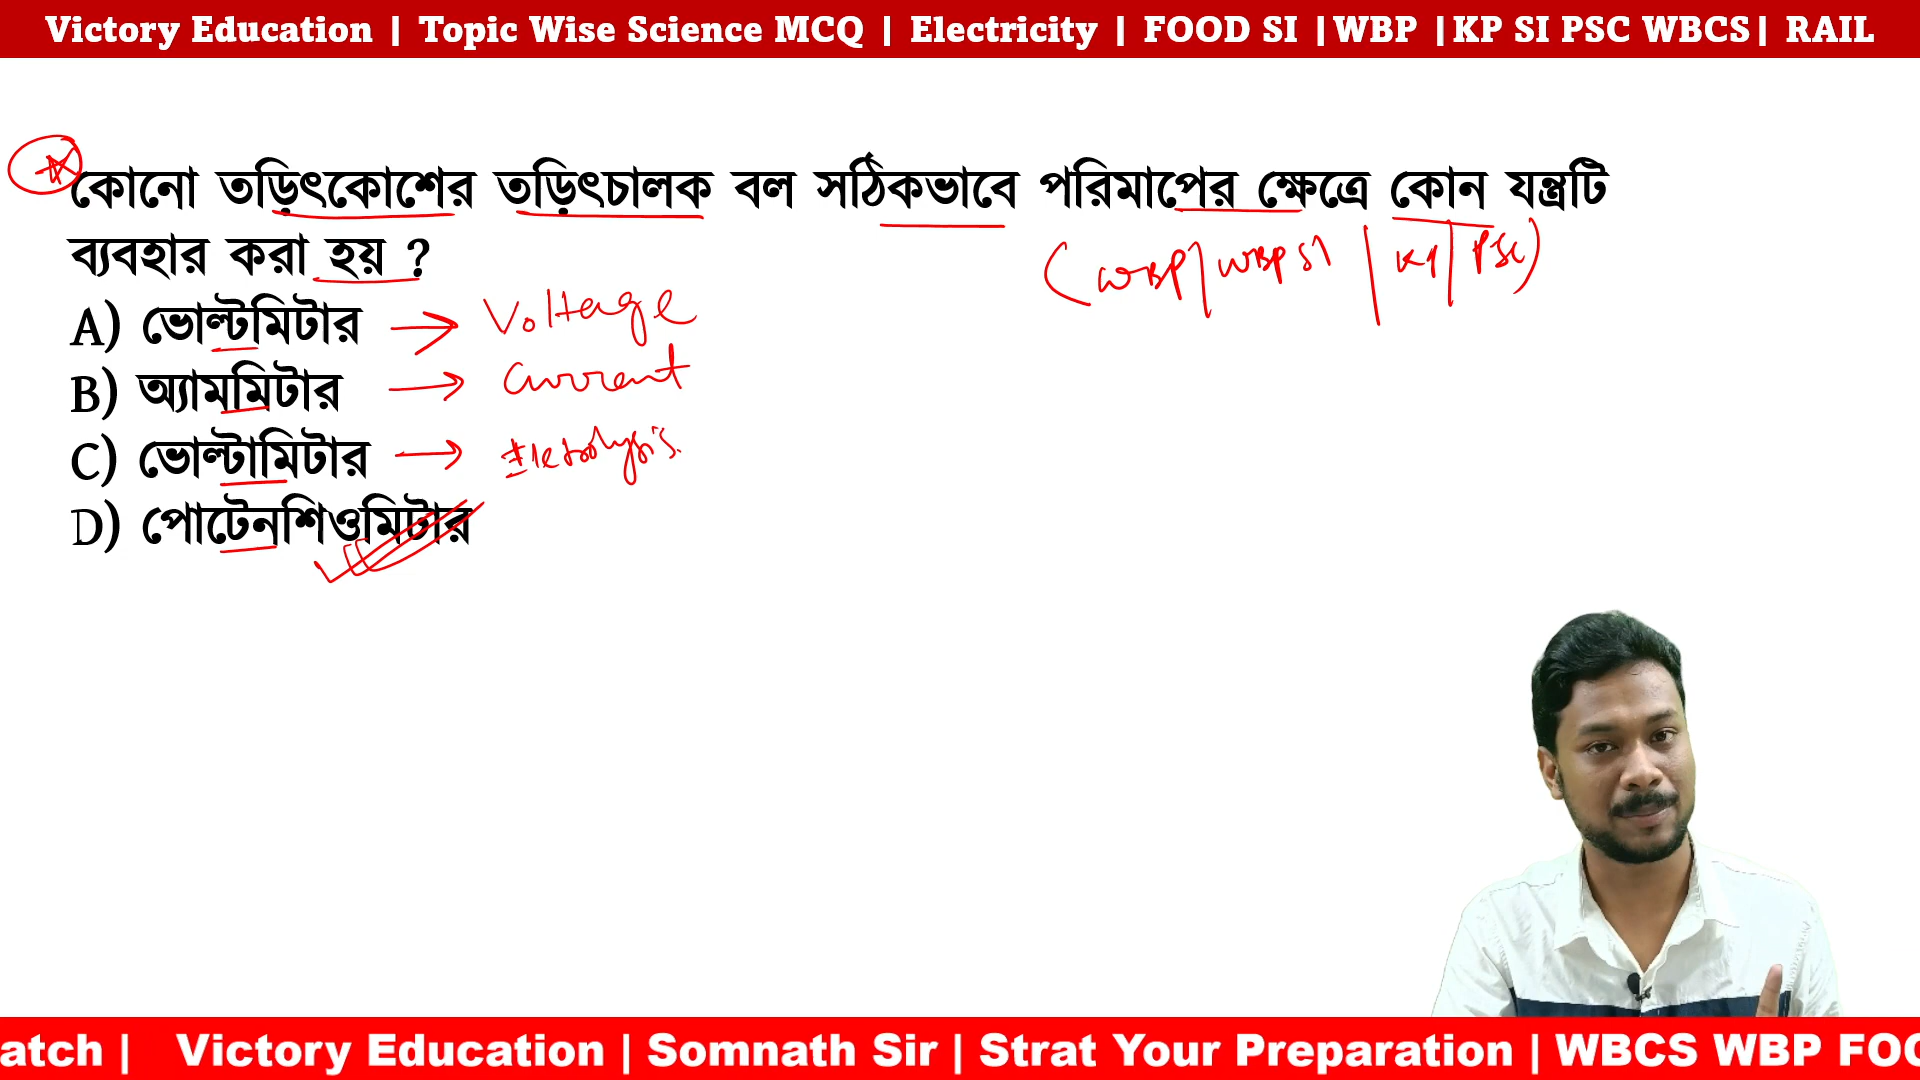 Victory Education | Topic Wise Science MCQ | Electricity | FOOD SI |WBP |KP SI PSC WBCS| RAIL
কোনো তড়িৎকোশের তড়িৎচালক বল সঠিকভাবে পরিমাপের ক্ষেত্রে কোন যন্ত্রটি
ব্যবহার করা হয় ?
(WBP|WBP SI | KP | PSC)
A) ভোল্টমিটার → Voltage
B) অ্যামমিটার → Current
C) ভোল্টামিটার →
D) পোটেনশিওমিটার
atch | Victory Education | Somnath Sir | Strat Your Preparation | WBCS WBP FOO